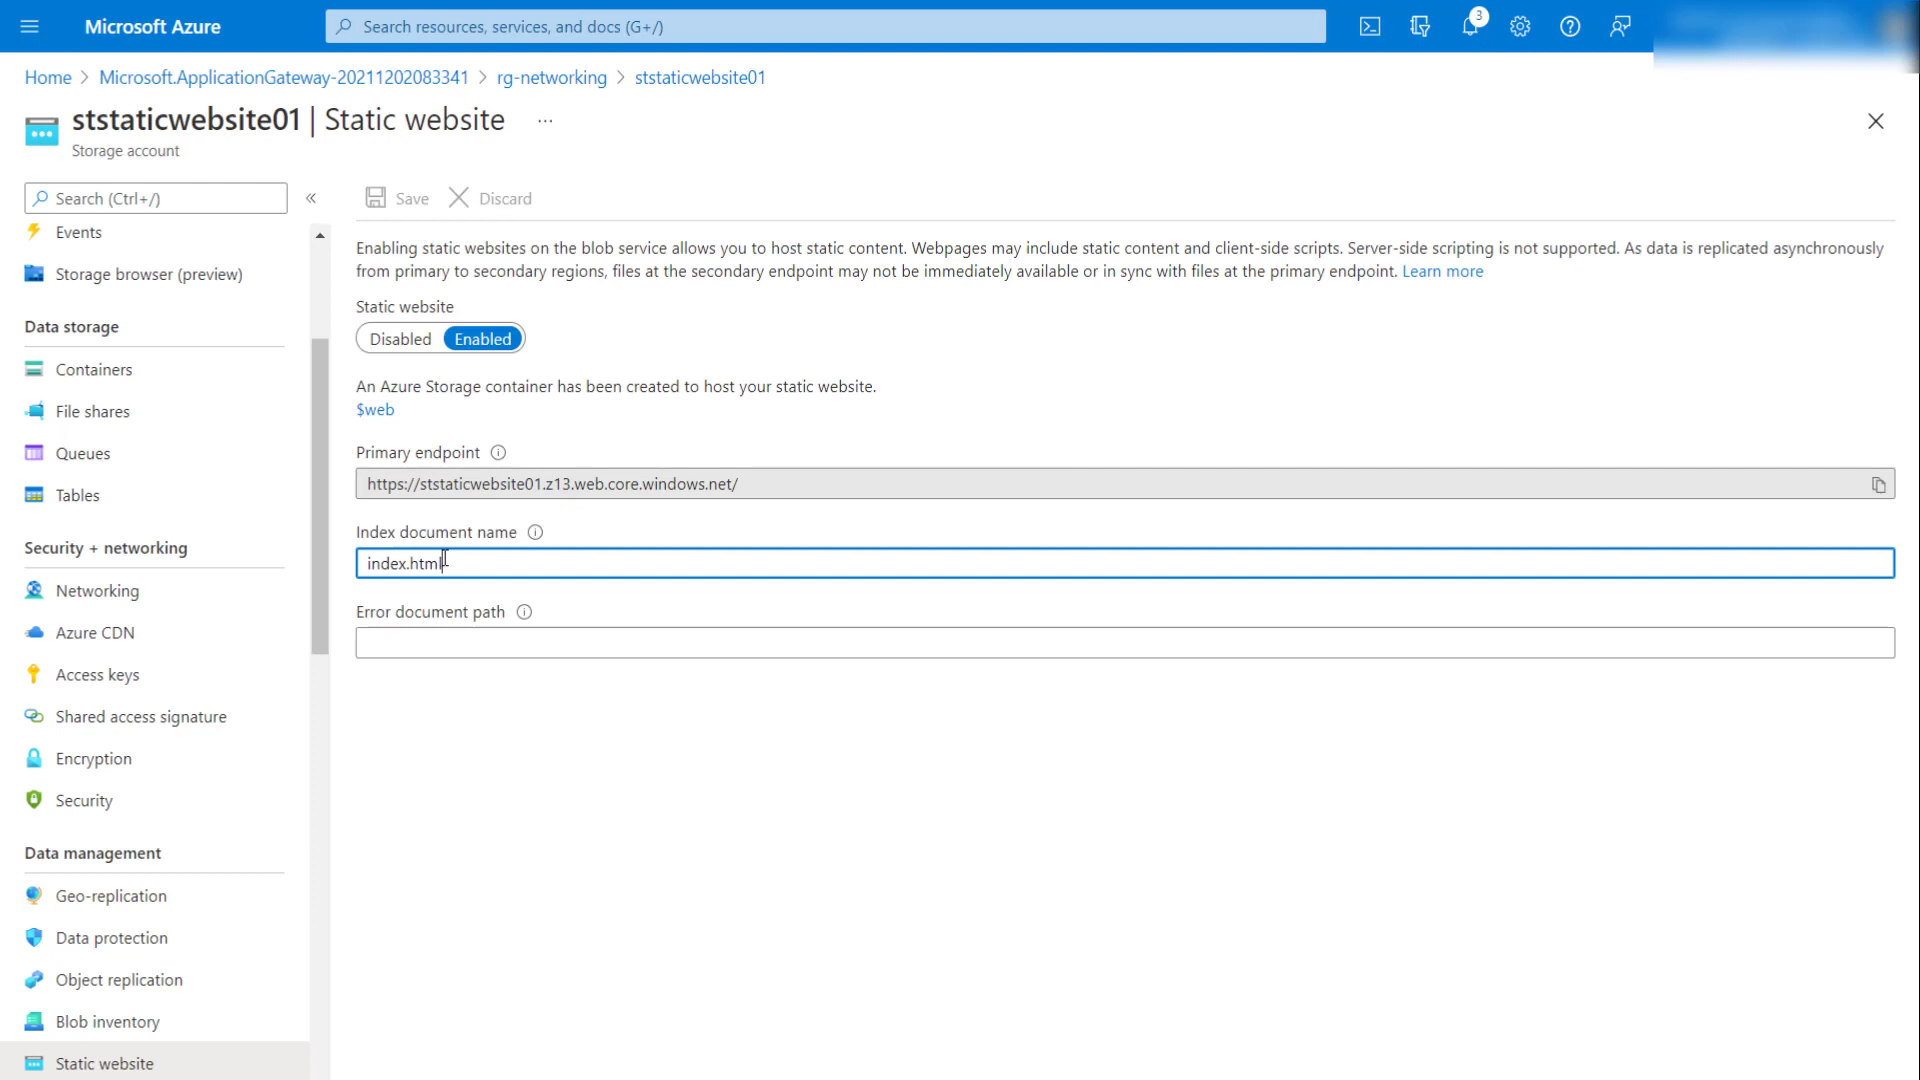 Microsoft Azure
Search resources, services, and docs (G+/)
3
Home > Microsoft.ApplicationGateway-20211202083341 > rg-networking > ststaticwebsite01
ststaticwebsite01 | Static website ...
Storage account
Search (Ctrl+/)
«
Save
Discard
Events
Storage browser (preview)
Data storage
Containers
File shares
Queues
Tables
Security + networking
Networking
Azure CDN
Access keys
Shared access signature
Encryption
Security
Data management
Geo-replication
Data protection
Object replication
Blob inventory
Static website
Enabling static websites on the blob service allows you to host static content. Webpages may include static content and client-side scripts. Server-side scripting is not supported. As data is replicated asynchronously
from primary to secondary regions, files at the secondary endpoint may not be immediately available or in sync with files at the primary endpoint. Learn more
Static website
Disabled Enabled
An Azure Storage container has been created to host your static website.
$web
Primary endpoint
https://ststaticwebsite01.z13.web.core.windows.net/
Index document name
index.html
Error document path